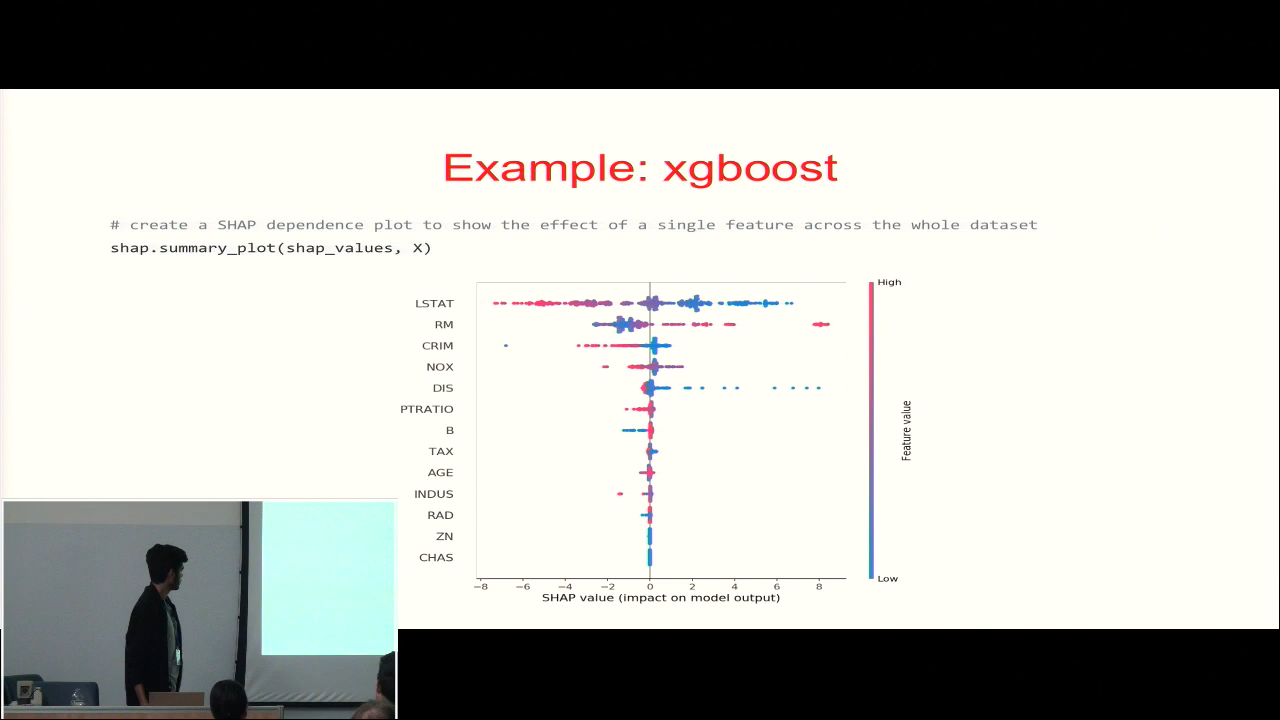 Example: xgboost
# create a SHAP dependence plot to show the effect of a single feature across the whole dataset
shap.summary_plot(shap_values, X)
High
LSTAT
RM
CRIM
NOX
DIS
PTRATIO
B
TAX
AGE
INDUS
RAD
ZN
CHAS
Feature value
Low
−8 −6 −4 −2 0 2 4 6 8
SHAP value (impact on model output)